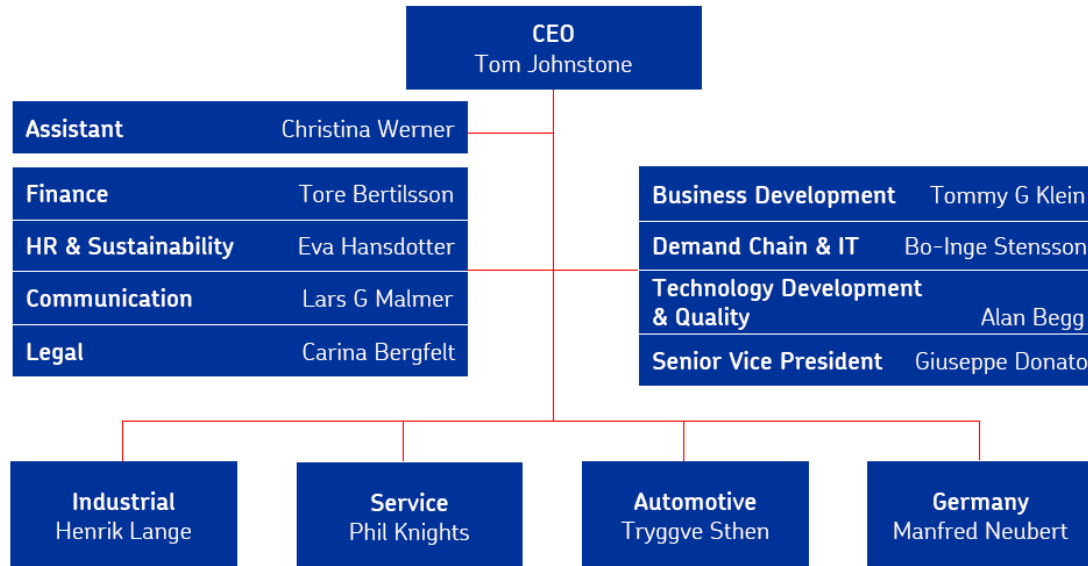 CEO
Tom Johnstone
Assistant Christina Werner
Finance Tore Bertilsson
HR & Sustainability Eva Hansdotter
Communication Lars G Malmer
Legal Carina Bergfelt
Business Development Tommy G Klein
Demand Chain & IT Bo-Inge Stensson
Technology Development
& Quality Alan Begg
Senior Vice President Giuseppe Donato
Industrial
Henrik Lange
Service
Phil Knights
Automotive
Tryggve Sthen
Germany
Manfred Neubert